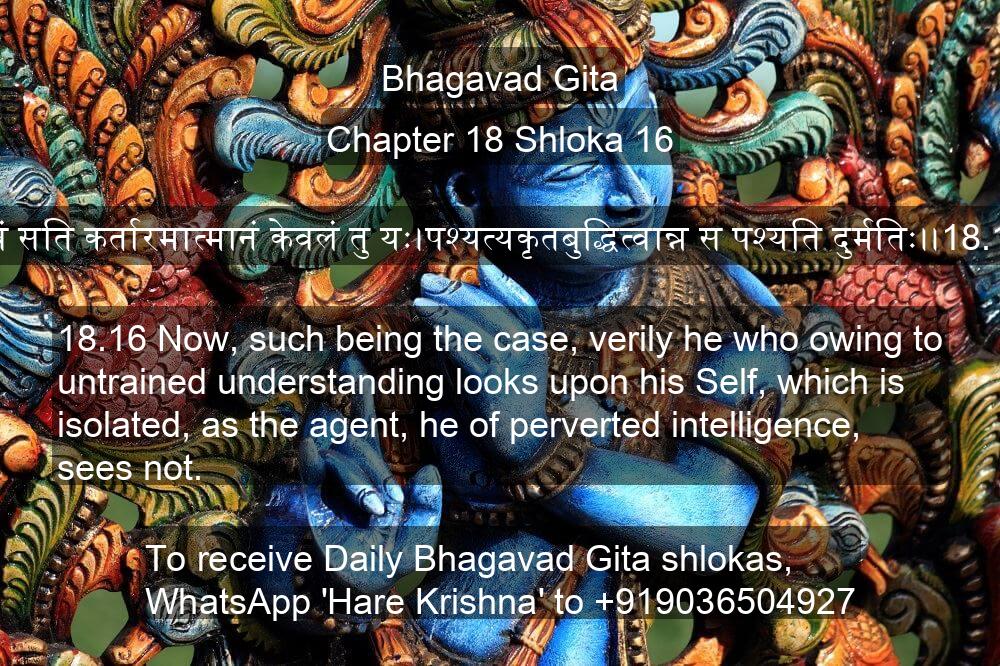 Bhagavad Gita
Chapter 18 Shloka 16
सति कर्तारमात्मानं केवलं तु यः।पश्यत्यकृतबुद्धित्वान्न स पश्यति दुर्मतिः।।18.
18.16 Now, such being the case, verily he who owing to
untrained understanding looks upon his Self, which is
isolated, as the agent, he of perverted intelligence,
sees not.
To receive Daily Bhagavad Gita shlokas,
WhatsApp 'Hare Krishna' to +919036504927